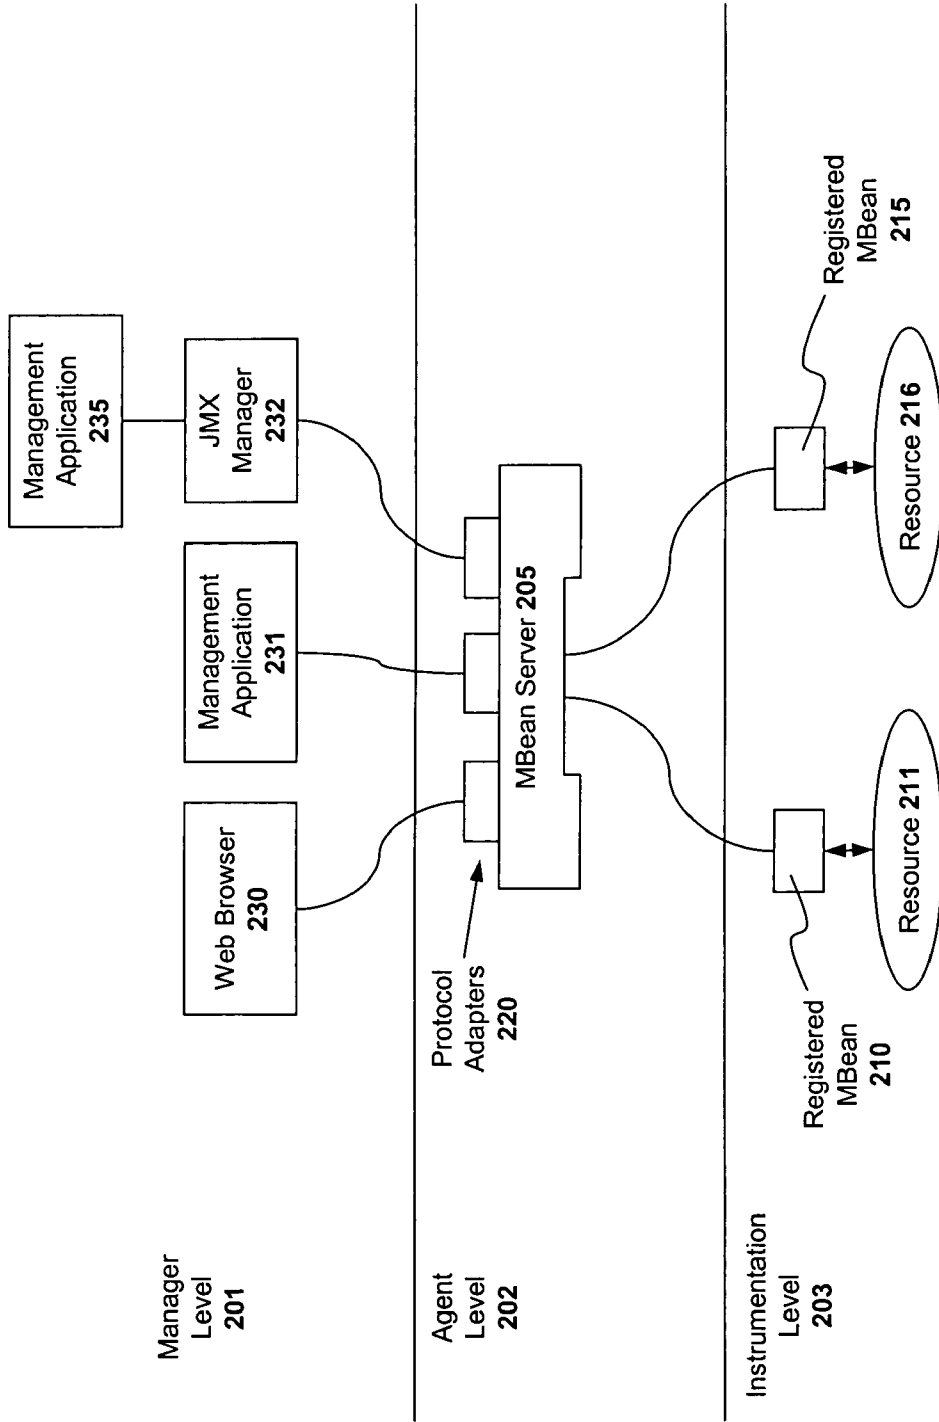 Management
Application
235
Manager
Level
201
Web Browser
230
Management
Application
231
JMX
Manager
232
Agent
Level
202
Protocol
Adapters
220
MBean Server 205
Instrumentation
Level
203
Registered
MBean
210
Registered
MBean
215
Resource 211
Resource 216